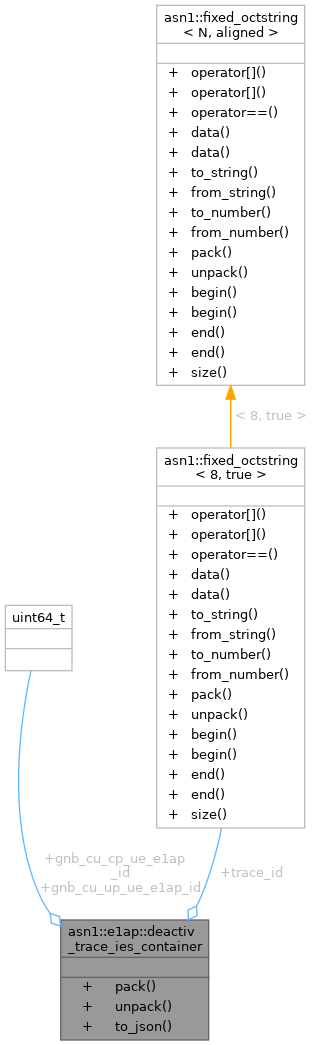 asn1::fixed_octstring
< N, aligned >
+ operator[]()
+ operator[]()
+ operator==()
+ data()
+ data()
+ to_string()
+ from_string()
+ to_number()
+ from_number()
+ pack()
+ unpack()
+ begin()
+ begin()
+ end()
+ end()
+ size()
< 8, true >
asn1::fixed_octstring
< 8, true >
+ operator[]()
+ operator[]()
+ operator==()
+ data()
+ data()
+ to_string()
+ from_string()
+ to_number()
+ from_number()
+ pack()
+ unpack()
+ begin()
+ begin()
+ end()
+ end()
+ size()
uint64_t
+gnb_cu_cp_ue_e1ap
_id
+gnb_cu_up_ue_e1ap_id
+trace_id
asn1::e1ap::deactiv
_trace_ies_container
+ pack()
+ unpack()
+ to_json()